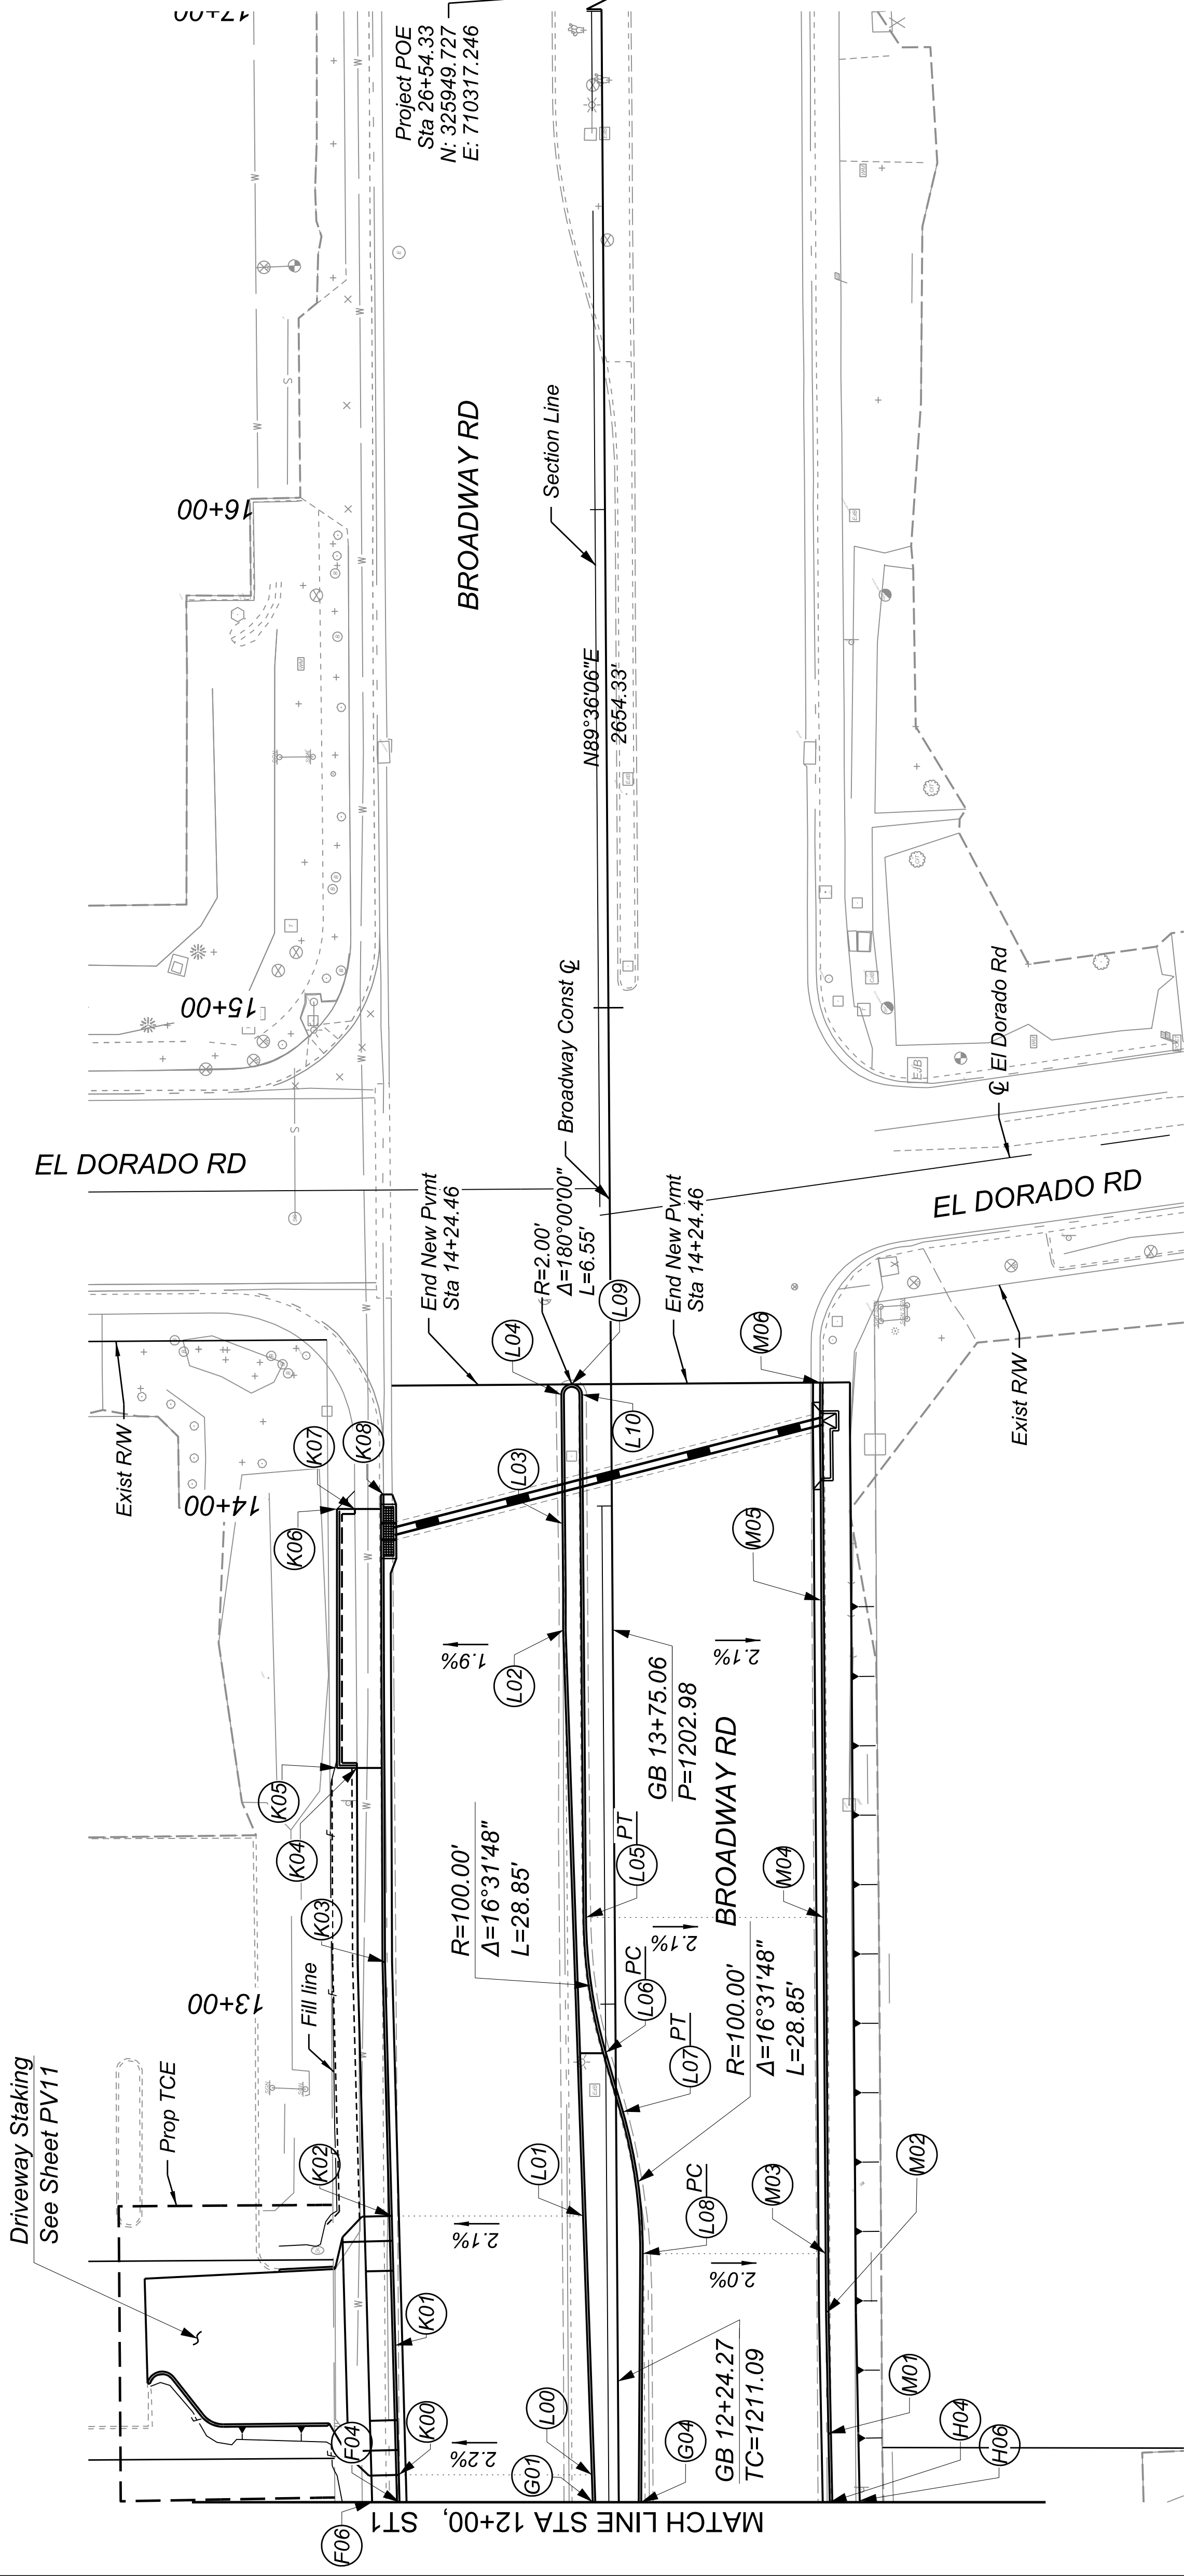 17+00
Project POE
Sta 26+54.33
N: 325949.727
E: 710317.246
BROADWAY RD
Section Line
16+00
N89°36'06"E
2654.33'
15+00
Broadway Const ℄
℄ El Dorado Rd
EJB
EL DORADO RD
EL DORADO RD
End New Pvmt
Sta 14+24.46
R=2.00'
Δ=180°00'00"
L=6.55'
End New Pvmt
Sta 14+24.46
L09
L04
M06
L10
Exist R/W
Exist R/W
K07
K08
L03
14+00
K06
M05
1.9%
2.1%
L02
GB 13+75.06
P=1202.98
BROADWAY RD
K05
K04
PT
L05
M04
K03
R=100.00'
Δ=16°31'48"
L=28.85'
2.1%
PC
L06
13+00
Fill line
PT
L07
R=100.00'
Δ=16°31'48"
L=28.85'
Driveway Staking
See Sheet PV11
Prop TCE
K02
L01
PC
L08
M03
M02
2.1%
2.0%
K01
GB 12+24.27
TC=1211.09
F04
K00
L00
G04
M01
H04
H06
2.2%
G01
F06
MATCH LINE STA 12+00, ST1
W
W
W
W
W
W
W
W
W
W
W
S
S